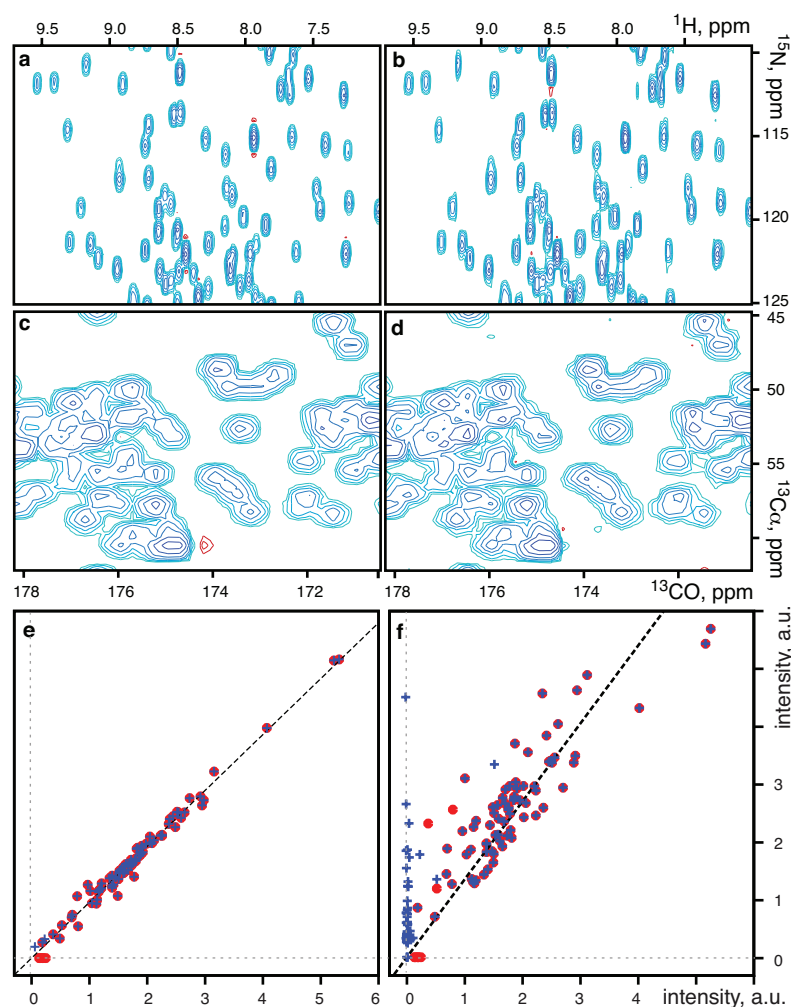 9.5 9.0 8.5 8.0 7.5 9.5 9.0 8.5 8.0 ¹H, ppm
a b
¹⁵N, ppm
115
120
125
c d
45
50
55
¹³Cα, ppm
178 176 174 172 178 176 174 ¹³CO, ppm
e f
intensity, a.u.
3
2
1
0
0 1 2 3 4 5 6 0 1 2 3 4 intensity, a.u.